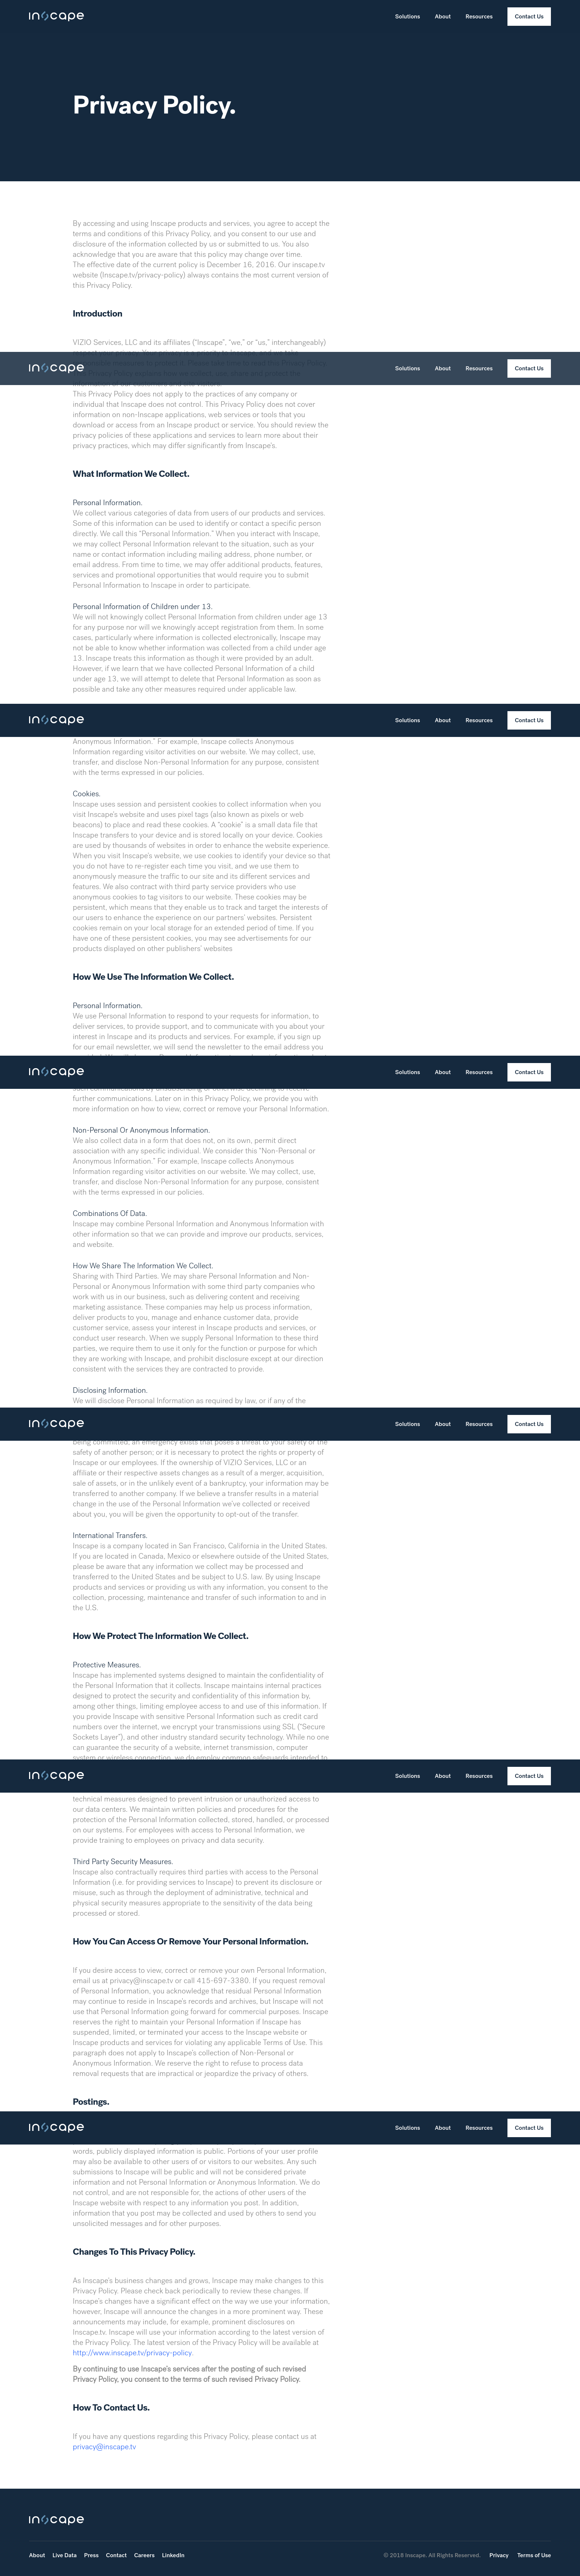 inscape
Solutions About Resources Contact Us
Privacy Policy.
By accessing and using Inscape products and services, you agree to accept the
terms and conditions of this Privacy Policy, and you consent to our use and
disclosure of the information collected by us or submitted to us. You also
acknowledge that you are aware that this policy may change over time.
The effective date of the current policy is December 16, 2016. Our inscape.tv
website (Inscape.tv/privacy-policy) always contains the most current version of
this Privacy Policy.
Introduction
VIZIO Services, LLC and its affiliates ("Inscape", "we," or "us," interchangeably)
inscape
Solutions About Resources Contact Us
This Privacy Policy does not apply to the practices of any company or
individual that Inscape does not control. This Privacy Policy does not cover
information on non-Inscape applications, web services or tools that you
download or access from an Inscape product or service. You should review the
privacy policies of these applications and services to learn more about their
privacy practices, which may differ significantly from Inscape's.
What Information We Collect.
Personal Information.
We collect various categories of data from users of our products and services.
Some of this information can be used to identify or contact a specific person
directly. We call this "Personal Information." When you interact with Inscape,
we may collect Personal Information relevant to the situation, such as your
name or contact information including mailing address, phone number, or
email address. From time to time, we may offer additional products, features,
services and promotional opportunities that would require you to submit
Personal Information to Inscape in order to participate.
Personal Information of Children under 13.
We will not knowingly collect Personal Information from children under age 13
for any purpose nor will we knowingly accept registration from them. In some
cases, particularly where information is collected electronically, Inscape may
not be able to know whether information was collected from a child under age
13. Inscape treats this information as though it were provided by an adult.
However, if we learn that we have collected Personal Information of a child
under age 13, we will attempt to delete that Personal Information as soon as
possible and take any other measures required under applicable law.
inscape
Solutions About Resources Contact Us
Anonymous Information." For example, Inscape collects Anonymous
Information regarding visitor activities on our website. We may collect, use,
transfer, and disclose Non-Personal Information for any purpose, consistent
with the terms expressed in our policies.
Cookies.
Inscape uses session and persistent cookies to collect information when you
visit Inscape's website and uses pixel tags (also known as pixels or web
beacons) to place and read these cookies. A "cookie" is a small data file that
Inscape transfers to your device and is stored locally on your device. Cookies
are used by thousands of websites in order to enhance the website experience.
When you visit Inscape's website, we use cookies to identify your device so that
you do not have to re-register each time you visit, and we use them to
anonymously measure the traffic to our site and its different services and
features. We also contract with third party service providers who use
anonymous cookies to tag visitors to our website. These cookies may be
persistent, which means that they enable us to track and target the interests of
our users to enhance the experience on our partners' websites. Persistent
cookies remain on your local storage for an extended period of time. If you
have one of these persistent cookies, you may see advertisements for our
products displayed on other publishers' websites
How We Use The Information We Collect.
Personal Information.
We use Personal Information to respond to your requests for information, to
deliver services, to provide support, and to communicate with you about your
interest in Inscape and its products and services. For example, if you sign up
for our email newsletter, we will send the newsletter to the email address you
inscape
Solutions About Resources Contact Us
such communications by unsubscribing or otherwise declining to receive
further communications. Later on in this Privacy Policy, we provide you with
more information on how to view, correct or remove your Personal Information.
Non-Personal Or Anonymous Information.
We also collect data in a form that does not, on its own, permit direct
association with any specific individual. We consider this "Non-Personal or
Anonymous Information." For example, Inscape collects Anonymous
Information regarding visitor activities on our website. We may collect, use,
transfer, and disclose Non-Personal Information for any purpose, consistent
with the terms expressed in our policies.
Combinations Of Data.
Inscape may combine Personal Information and Anonymous Information with
other information so that we can provide and improve our products, services,
and website.
How We Share The Information We Collect.
Sharing with Third Parties. We may share Personal Information and Non-
Personal or Anonymous Information with some third party companies who
work with us in our business, such as delivering content and receiving
marketing assistance. These companies may help us process information,
deliver products to you, manage and enhance customer data, provide
customer service, assess your interest in Inscape products and services, or
conduct user research. When we supply Personal Information to these third
parties, we require them to use it only for the function or purpose for which
they are working with Inscape, and prohibit disclosure except at our direction
consistent with the services they are contracted to provide.
Disclosing Information.
We will disclose Personal Information as required by law, or if any of the
inscape
Solutions About Resources Contact Us
being committed; an emergency exists that poses a threat to your safety or the
safety of another person; or it is necessary to protect the rights or property of
Inscape or our employees. If the ownership of VIZIO Services, LLC or an
affiliate or their respective assets changes as a result of a merger, acquisition,
sale of assets, or in the unlikely event of a bankruptcy, your information may be
transferred to another company. If we believe a transfer results in a material
change in the use of the Personal Information we've collected or received
about you, you will be given the opportunity to opt-out of the transfer.
International Transfers.
Inscape is a company located in San Francisco, California in the United States.
If you are located in Canada, Mexico or elsewhere outside of the United States,
please be aware that any information we collect may be processed and
transferred to the United States and be subject to U.S. law. By using Inscape
products and services or providing us with any information, you consent to the
collection, processing, maintenance and transfer of such information to and in
the U.S.
How We Protect The Information We Collect.
Protective Measures.
Inscape has implemented systems designed to maintain the confidentiality of
the Personal Information that it collects. Inscape maintains internal practices
designed to protect the security and confidentiality of this information by,
among other things, limiting employee access to and use of this information. If
you provide Inscape with sensitive Personal Information such as credit card
numbers over the internet, we encrypt your transmissions using SSL ("Secure
Sockets Layer"), and other industry standard security technology. While no one
can guarantee the security of a website, internet transmission, computer
system or wireless connection, we do employ common safeguards intended to
inscape
Solutions About Resources Contact Us
technical measures designed to prevent intrusion or unauthorized access to
our data centers. We maintain written policies and procedures for the
protection of the Personal Information collected, stored, handled, or processed
on our systems. For employees with access to Personal Information, we
provide training to employees on privacy and data security.
Third Party Security Measures.
Inscape also contractually requires third parties with access to the Personal
Information (i.e. for providing services to Inscape) to prevent its disclosure or
misuse, such as through the deployment of administrative, technical and
physical security measures appropriate to the sensitivity of the data being
processed or stored.
How You Can Access Or Remove Your Personal Information.
If you desire access to view, correct or remove your own Personal Information,
email us at privacy@inscape.tv or call 415-697-3380. If you request removal
of Personal Information, you acknowledge that residual Personal Information
may continue to reside in Inscape's records and archives, but Inscape will not
use that Personal Information going forward for commercial purposes. Inscape
reserves the right to maintain your Personal Information if Inscape has
suspended, limited, or terminated your access to the Inscape website or
Inscape products and services for violating any applicable Terms of Use. This
paragraph does not apply to Inscape's collection of Non-Personal or
Anonymous Information. We reserve the right to refuse to process data
removal requests that are impractical or jeopardize the privacy of others.
Postings.
inscape
Solutions About Resources Contact Us
words, publicly displayed information is public. Portions of your user profile
may also be available to other users of or visitors to our websites. Any such
submissions to Inscape will be public and will not be considered private
information and not Personal Information or Anonymous Information. We do
not control, and are not responsible for, the actions of other users of the
Inscape website with respect to any information you post. In addition,
information that you post may be collected and used by others to send you
unsolicited messages and for other purposes.
Changes To This Privacy Policy.
As Inscape's business changes and grows, Inscape may make changes to this
Privacy Policy. Please check back periodically to review these changes. If
Inscape's changes have a significant effect on the way we use your information,
however, Inscape will announce the changes in a more prominent way. These
announcements may include, for example, prominent disclosures on
Inscape.tv. Inscape will use your information according to the latest version of
the Privacy Policy. The latest version of the Privacy Policy will be available at
http://www.inscape.tv/privacy-policy.
By continuing to use Inscape's services after the posting of such revised
Privacy Policy, you consent to the terms of such revised Privacy Policy.
How To Contact Us.
If you have any questions regarding this Privacy Policy, please contact us at
privacy@inscape.tv
inscape
About Live Data Press Contact Careers LinkedIn
© 2018 Inscape. All Rights Reserved. Privacy Terms of Use